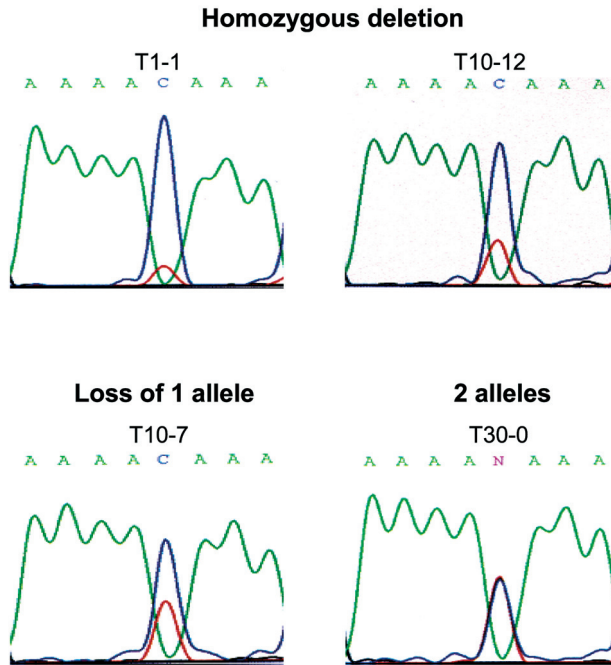 Homozygous deletion
T1-1
A A A A C A A A
T10-12
A A A A C A A A
Loss of 1 allele
T10-7
A A A A C A A A
2 alleles
T30-0
A A A A N A A A